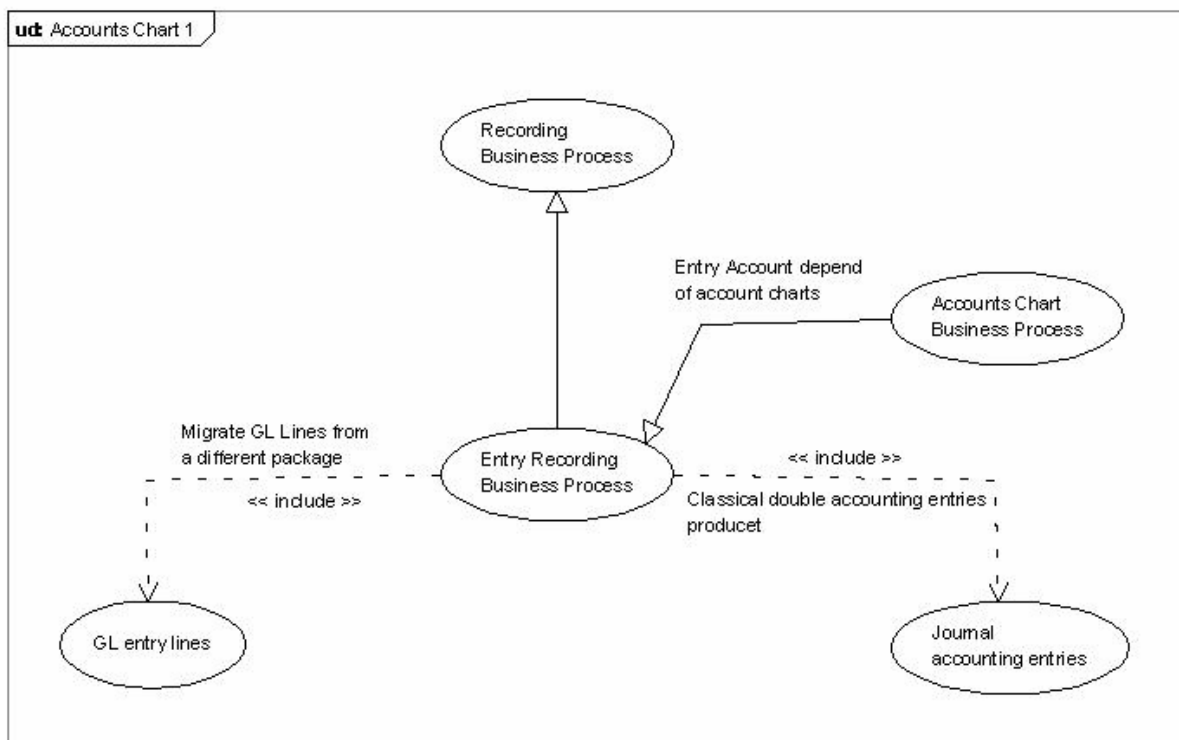 ud: Accounts Chart 1
Recording
Business Process
Entry Account depend
of account charts
Accounts Chart
Business Process
Migrate GL Lines from
a different package
<< include >>
Entry Recording
Business Process
<< include >>
Classical double accounting entries
producet
GL entry lines
Journal
accounting entries